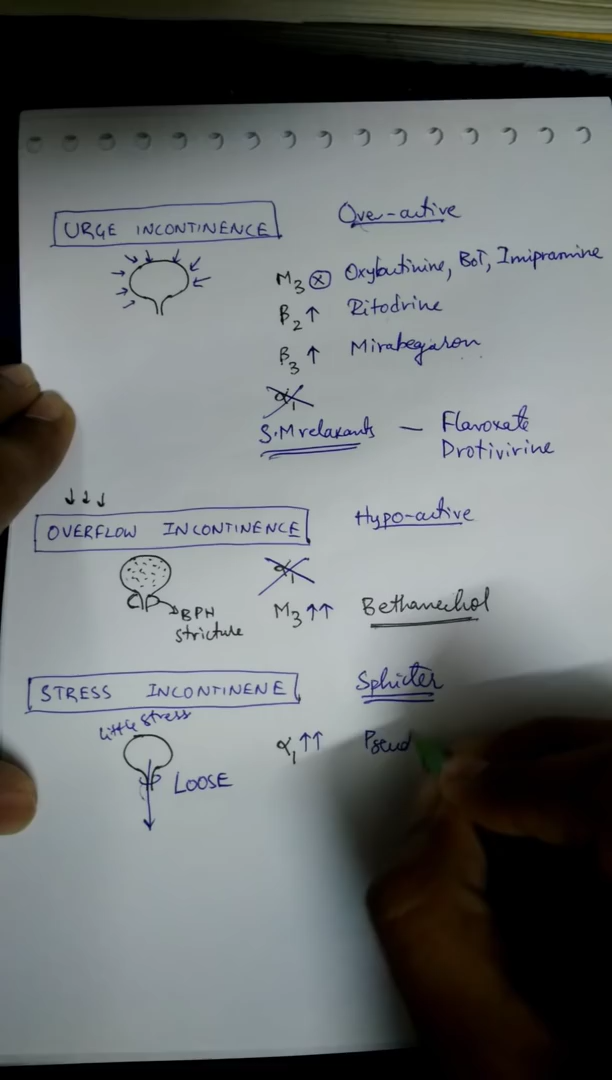 URGE INCONTINENCE
Over-active
M3 ⊗ Oxybutinine, BoT, Imipramine
β2 ↑ Ritodrine
β3 ↑ Mirabegaron
α1
S.M relaxants — Flavoxate
Drotivirine
↓ ↓ ↓
OVERFLOW INCONTINENCE
Hypo-active
α1
BPH
stricture
M3 ↑↑ Bethanechol
STRESS INCONTINENE
Sphicter
little stress
α1 ↑↑ Pseud
LOOSE